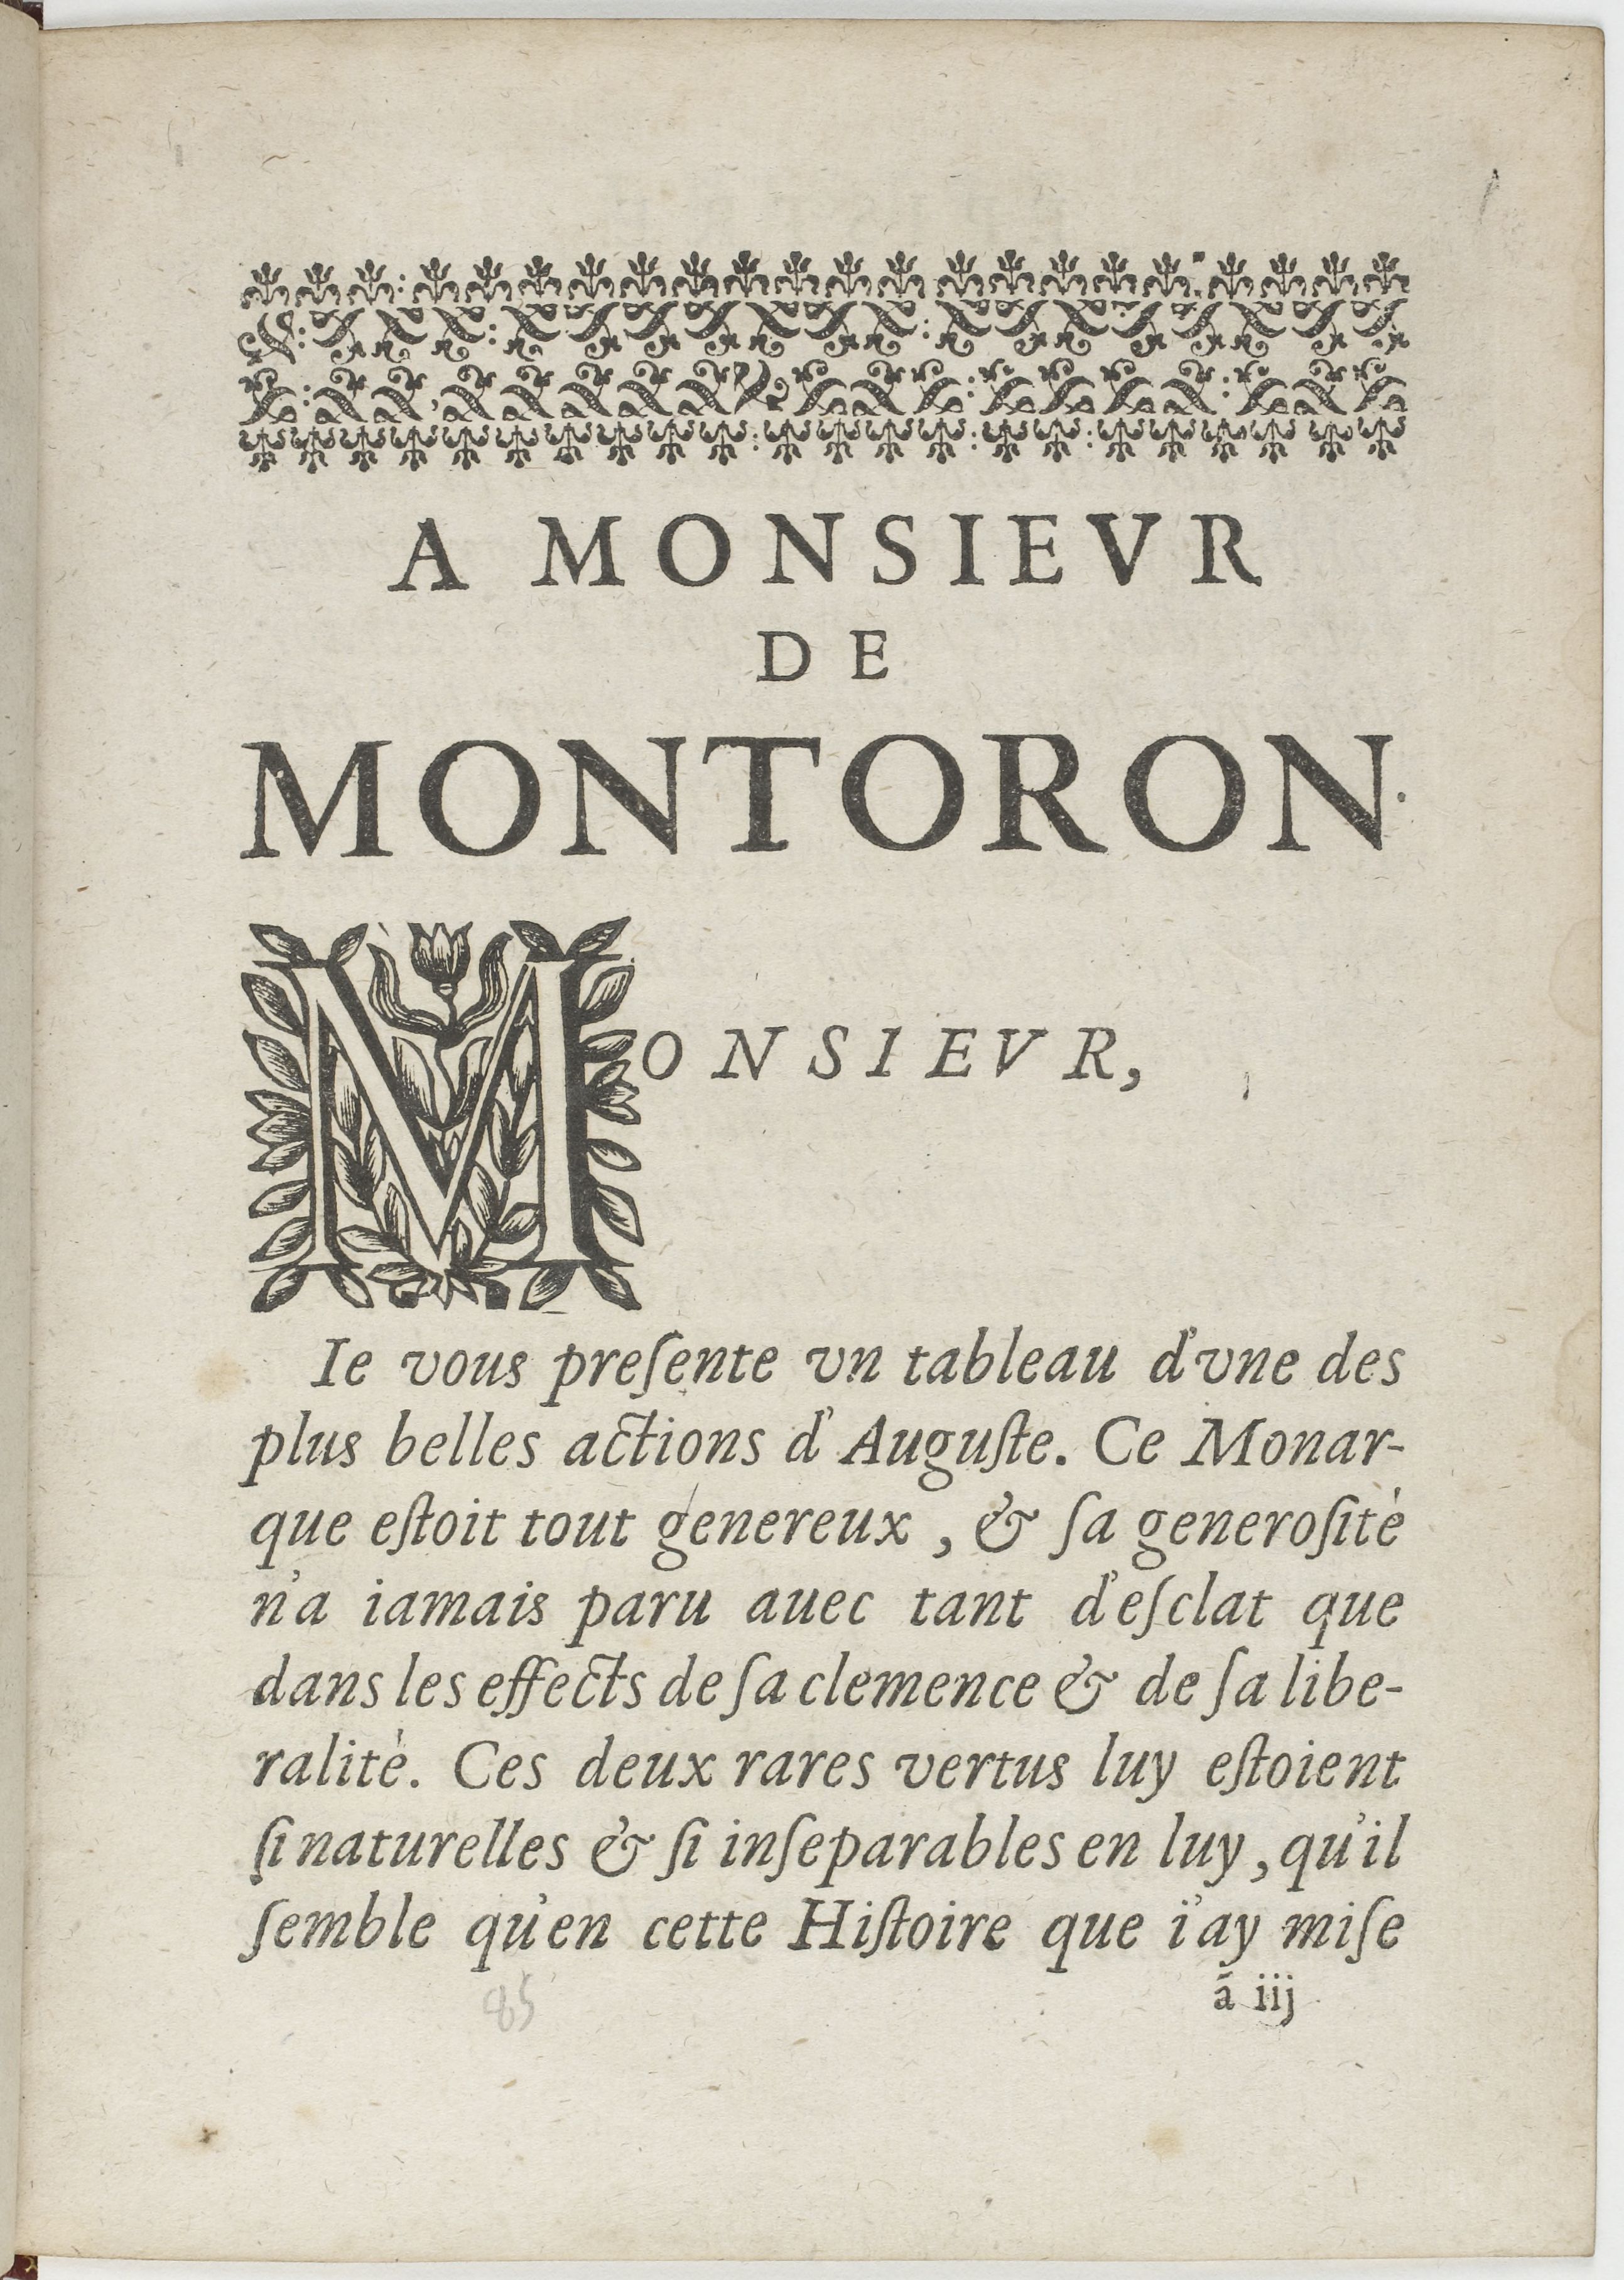 A MONSIEVR
DE
MONTORON.
MONSIEVR,
Ie vous preſente vn tableau d'vne des
plus belles actions d'Auguſte. Ce Monar-
que eſtoit tout genereux, & ſa generoſité
n'a iamais paru auec tant d'eſclat que
dans les effects de ſa clemence & de ſa libe-
ralité. Ces deux rares vertus luy eſtoient
ſi naturelles & ſi inſeparables en luy, qu'il
ſemble qu'en cette Hiſtoire que i'ay miſe
ã iij
85